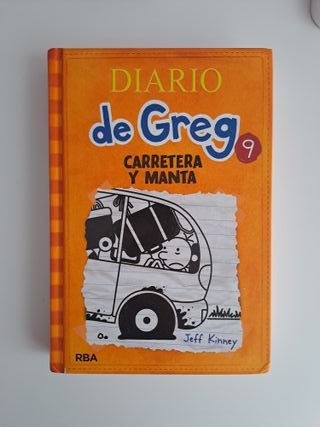 DIARIO
de Greg 9
CARRETERA
Y MANTA
Jeff Kinney
RBA